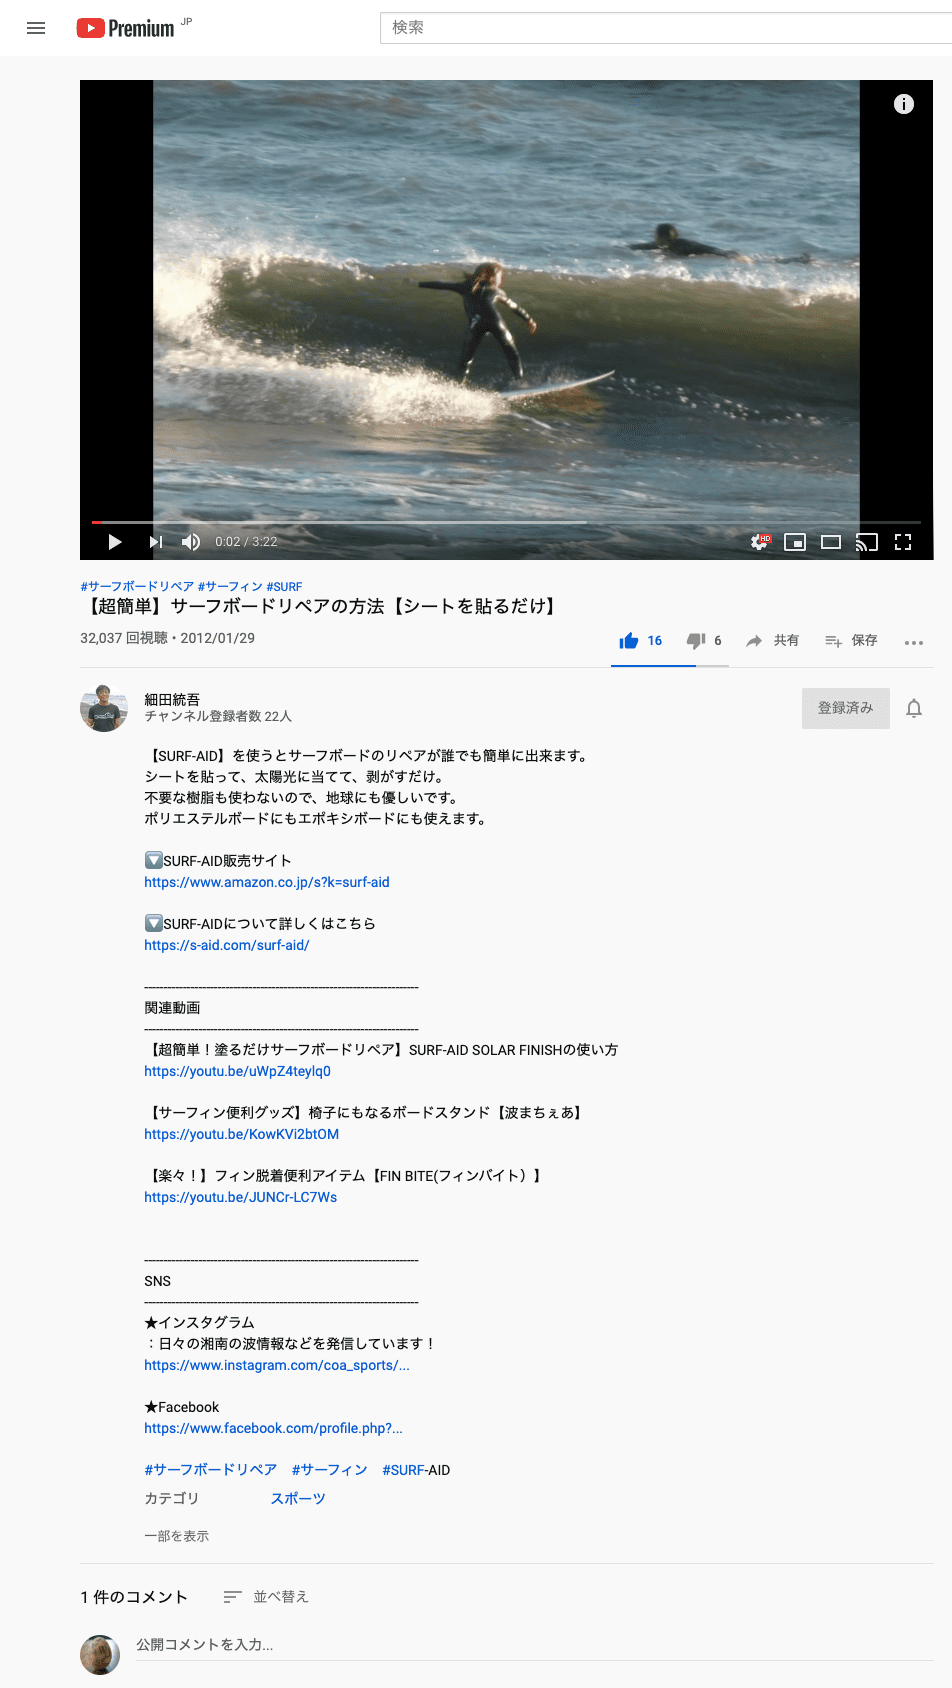 Premium JP
検索
0:02 / 3:22
HD
#サーフボードリペア #サーフィン #SURF
【超簡単】サーフボードリペアの方法【シートを貼るだけ】
32,037 回視聴・2012/01/29
16 6 共有 保存
細田統吾
チャンネル登録者数 22人
登録済み
【SURF-AID】を使うとサーフボードのリペアが誰でも簡単に出来ます。
シートを貼って、太陽光に当てて、剥がすだけ。
不要な樹脂も使わないので、地球にも優しいです。
ポリエステルボードにもエポキシボードにも使えます。
🔽SURF-AID販売サイト
https://www.amazon.co.jp/s?k=surf-aid
🔽SURF-AIDについて詳しくはこちら
https://s-aid.com/surf-aid/
----------------------------------------------------------------------
関連動画
----------------------------------------------------------------------
【超簡単！塗るだけサーフボードリペア】SURF-AID SOLAR FINISHの使い方
https://youtu.be/uWpZ4teylq0
【サーフィン便利グッズ】椅子にもなるボードスタンド【波まちぇあ】
https://youtu.be/KowKVi2btOM
【楽々！】フィン脱着便利アイテム【FIN BITE(フィンバイト）】
https://youtu.be/JUNCr-LC7Ws
----------------------------------------------------------------------
SNS
----------------------------------------------------------------------
★インスタグラム
：日々の湘南の波情報などを発信しています！
https://www.instagram.com/coa_sports/...
★Facebook
https://www.facebook.com/profile.php?...
#サーフボードリペア　#サーフィン　#SURF-AID
カテゴリ スポーツ
一部を表示
1 件のコメント 並べ替え
公開コメントを入力...